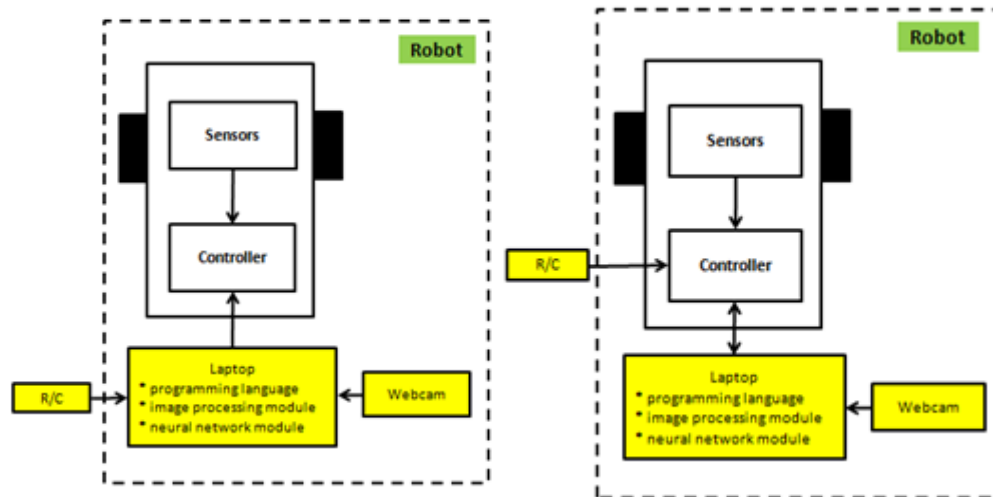 Robot
Sensors
Controller
Laptop
* programming language
* image processing module
* neural network module
R/C
Webcam
Robot
Sensors
R/C
Controller
Laptop
* programming language
* image processing module
* neural network module
Webcam